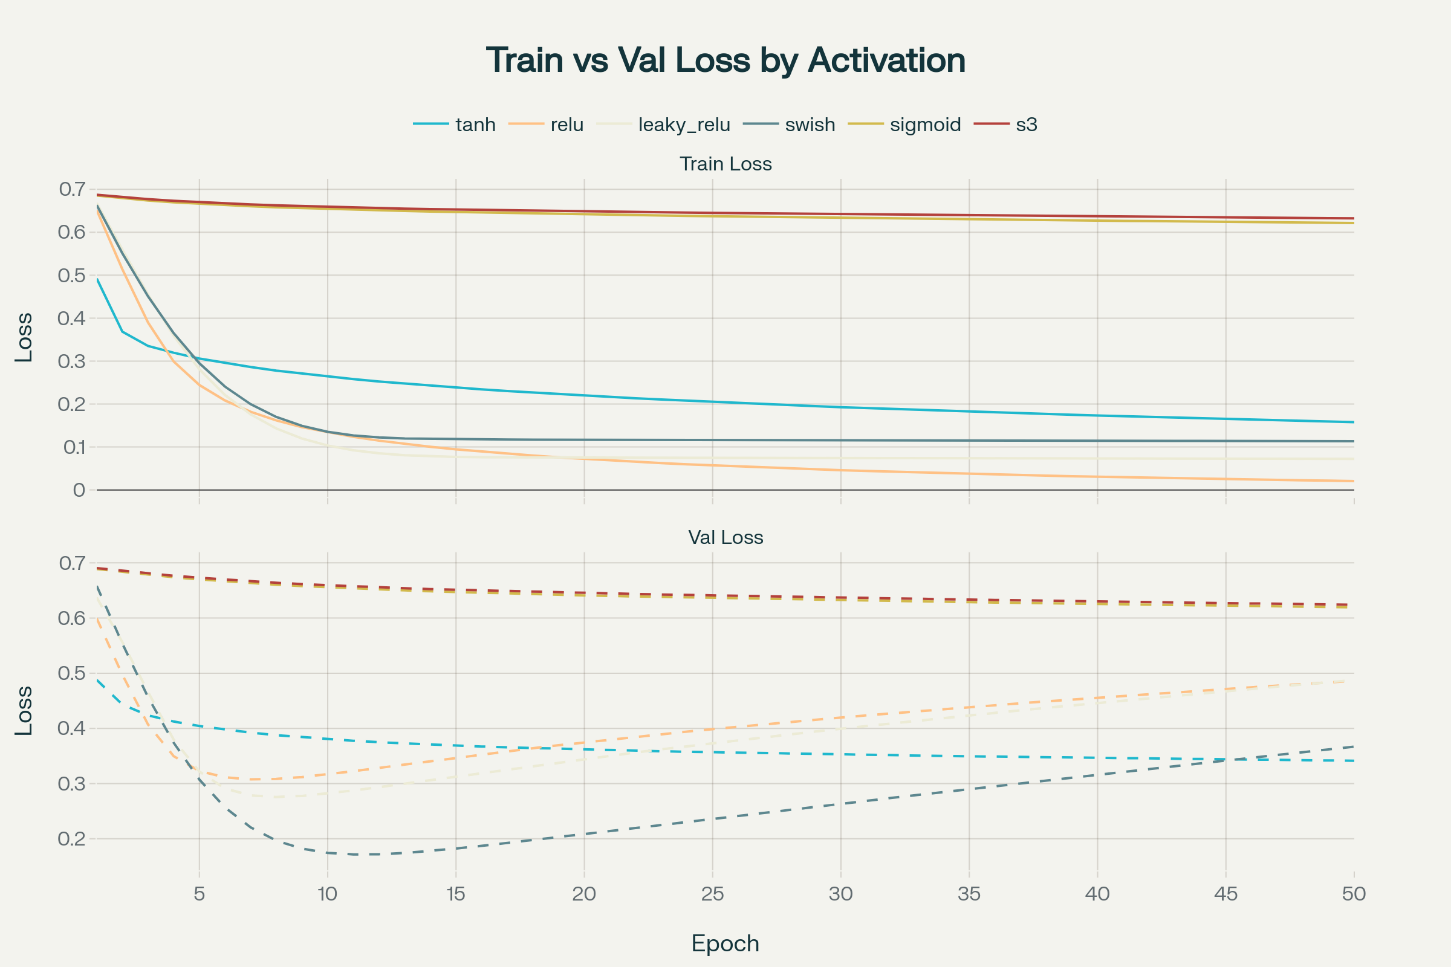 Train vs Val Loss by Activation
tanh relu leaky_relu swish sigmoid s3
Train Loss
0.7
0.6
0.5
0.4
0.3
0.2
0.1
0
Loss
Val Loss
0.7
0.6
0.5
0.4
0.3
0.2
Loss
5 10 15 20 25 30 35 40 45 50
Epoch